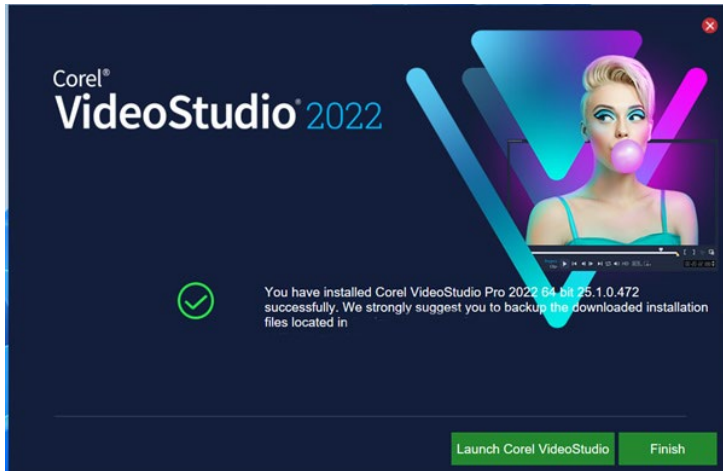 Corel®
VideoStudio® 2022
You have installed Corel VideoStudio Pro 2022 64 bit 25.1.0.472
successfully. We strongly suggest you to backup the downloaded installation
files located in
Launch Corel VideoStudio
Finish